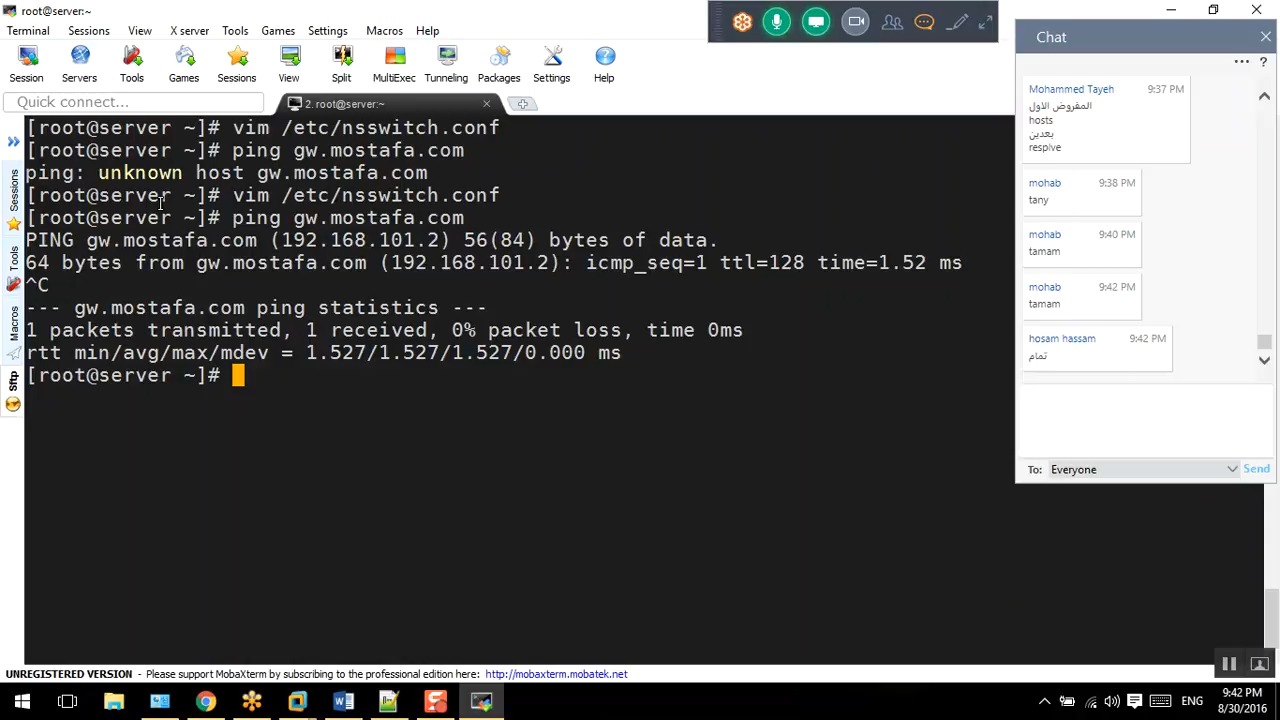 root@server:~
Terminal Sessions View X server Tools Games Settings Macros Help
Session Servers Tools Games Sessions View Split MultiExec Tunneling Packages Settings Help
Quick connect...
2. root@server:~
[root@server ~]# vim /etc/nsswitch.conf
[root@server ~]# ping gw.mostafa.com
ping: unknown host gw.mostafa.com
[root@server ~]# vim /etc/nsswitch.conf
[root@server ~]# ping gw.mostafa.com
PING gw.mostafa.com (192.168.101.2) 56(84) bytes of data.
64 bytes from gw.mostafa.com (192.168.101.2): icmp_seq=1 ttl=128 time=1.52 ms
^C
--- gw.mostafa.com ping statistics ---
1 packets transmitted, 1 received, 0% packet loss, time 0ms
rtt min/avg/max/mdev = 1.527/1.527/1.527/0.000 ms
[root@server ~]#
Sessions
Tools
Macros
Sftp
Chat
Mohammed Tayeh 9:37 PM
المقروض الاول
hosts
بعدين
resplve
mohab 9:38 PM
tany
mohab 9:40 PM
tamam
mohab 9:42 PM
tamam
hosam hassam 9:42 PM
تمام
To: Everyone Send
UNREGISTERED VERSION - Please support MobaXterm by subscribing to the professional edition here: http://mobaxterm.mobatek.net
ENG
9:42 PM
8/30/2016